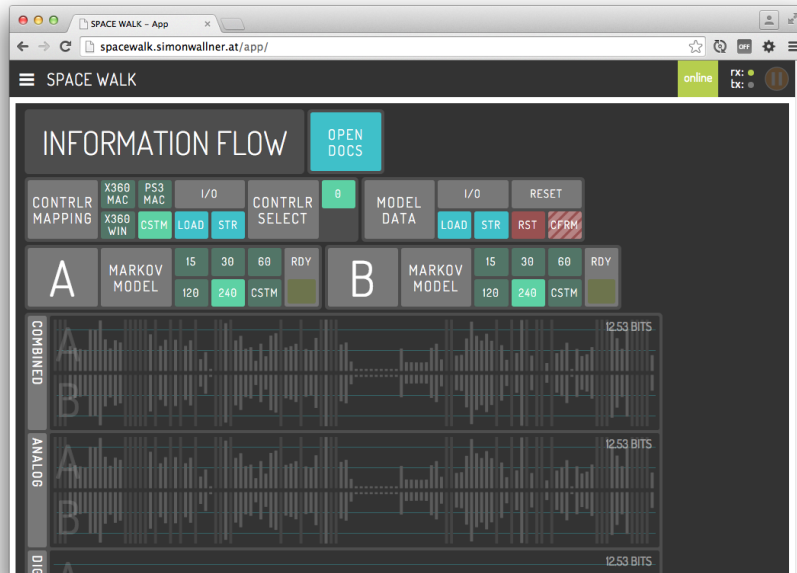 SPACE WALK – App
spacewalk.simonwallner.at/app/
OFF
SPACE WALK
online
rx:
tx:
INFORMATION FLOW
OPEN
DOCS
CONTRLR
MAPPING
X360
MAC
PS3
MAC
X360
WIN
CSTM
I/O
LOAD
STR
CONTRLR
SELECT
0
MODEL
DATA
I/O
LOAD
STR
RESET
RST
CFRM
A
MARKOV
MODEL
15
30
60
120
240
CSTM
RDY
B
MARKOV
MODEL
15
30
60
120
240
CSTM
RDY
COMBINED
A
B
12.53 BITS
ANALOG
A
B
12.53 BITS
DIG
A
12.53 BITS